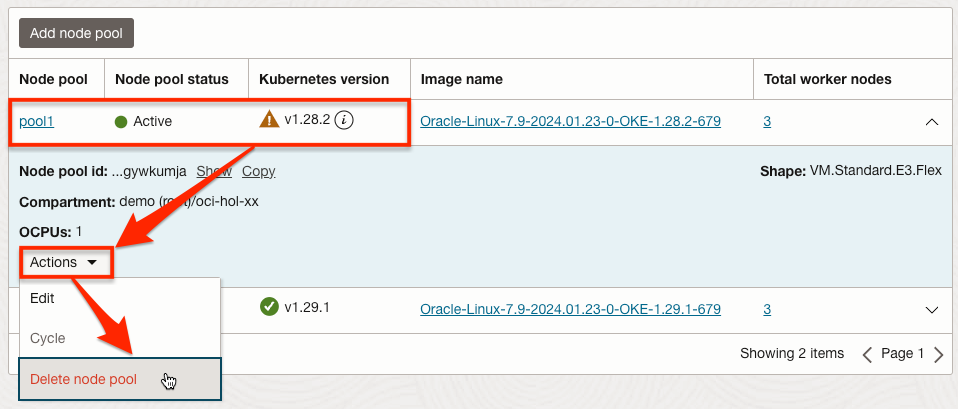 Add node pool
Node pool Node pool status Kubernetes version Image name Total worker nodes
pool1 Active v1.28.2 Oracle-Linux-7.9-2024.01.23-0-OKE-1.28.2-679 3
Node pool id: ...gywkumja Show Copy Shape: VM.Standard.E3.Flex
Compartment: demo (root)/oci-hol-xx
OCPUs: 1
Actions
Edit
v1.29.1 Oracle-Linux-7.9-2024.01.23-0-OKE-1.29.1-679 3
Cycle
Showing 2 items Page 1
Delete node pool